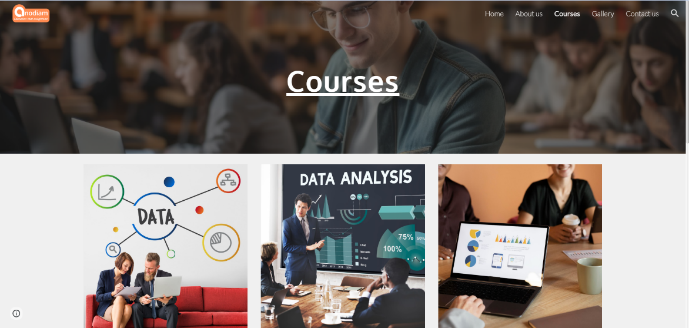 Home
About us
Courses
Gallery
Contact us
Courses
DATA
DATA ANALYSIS
75%
100%